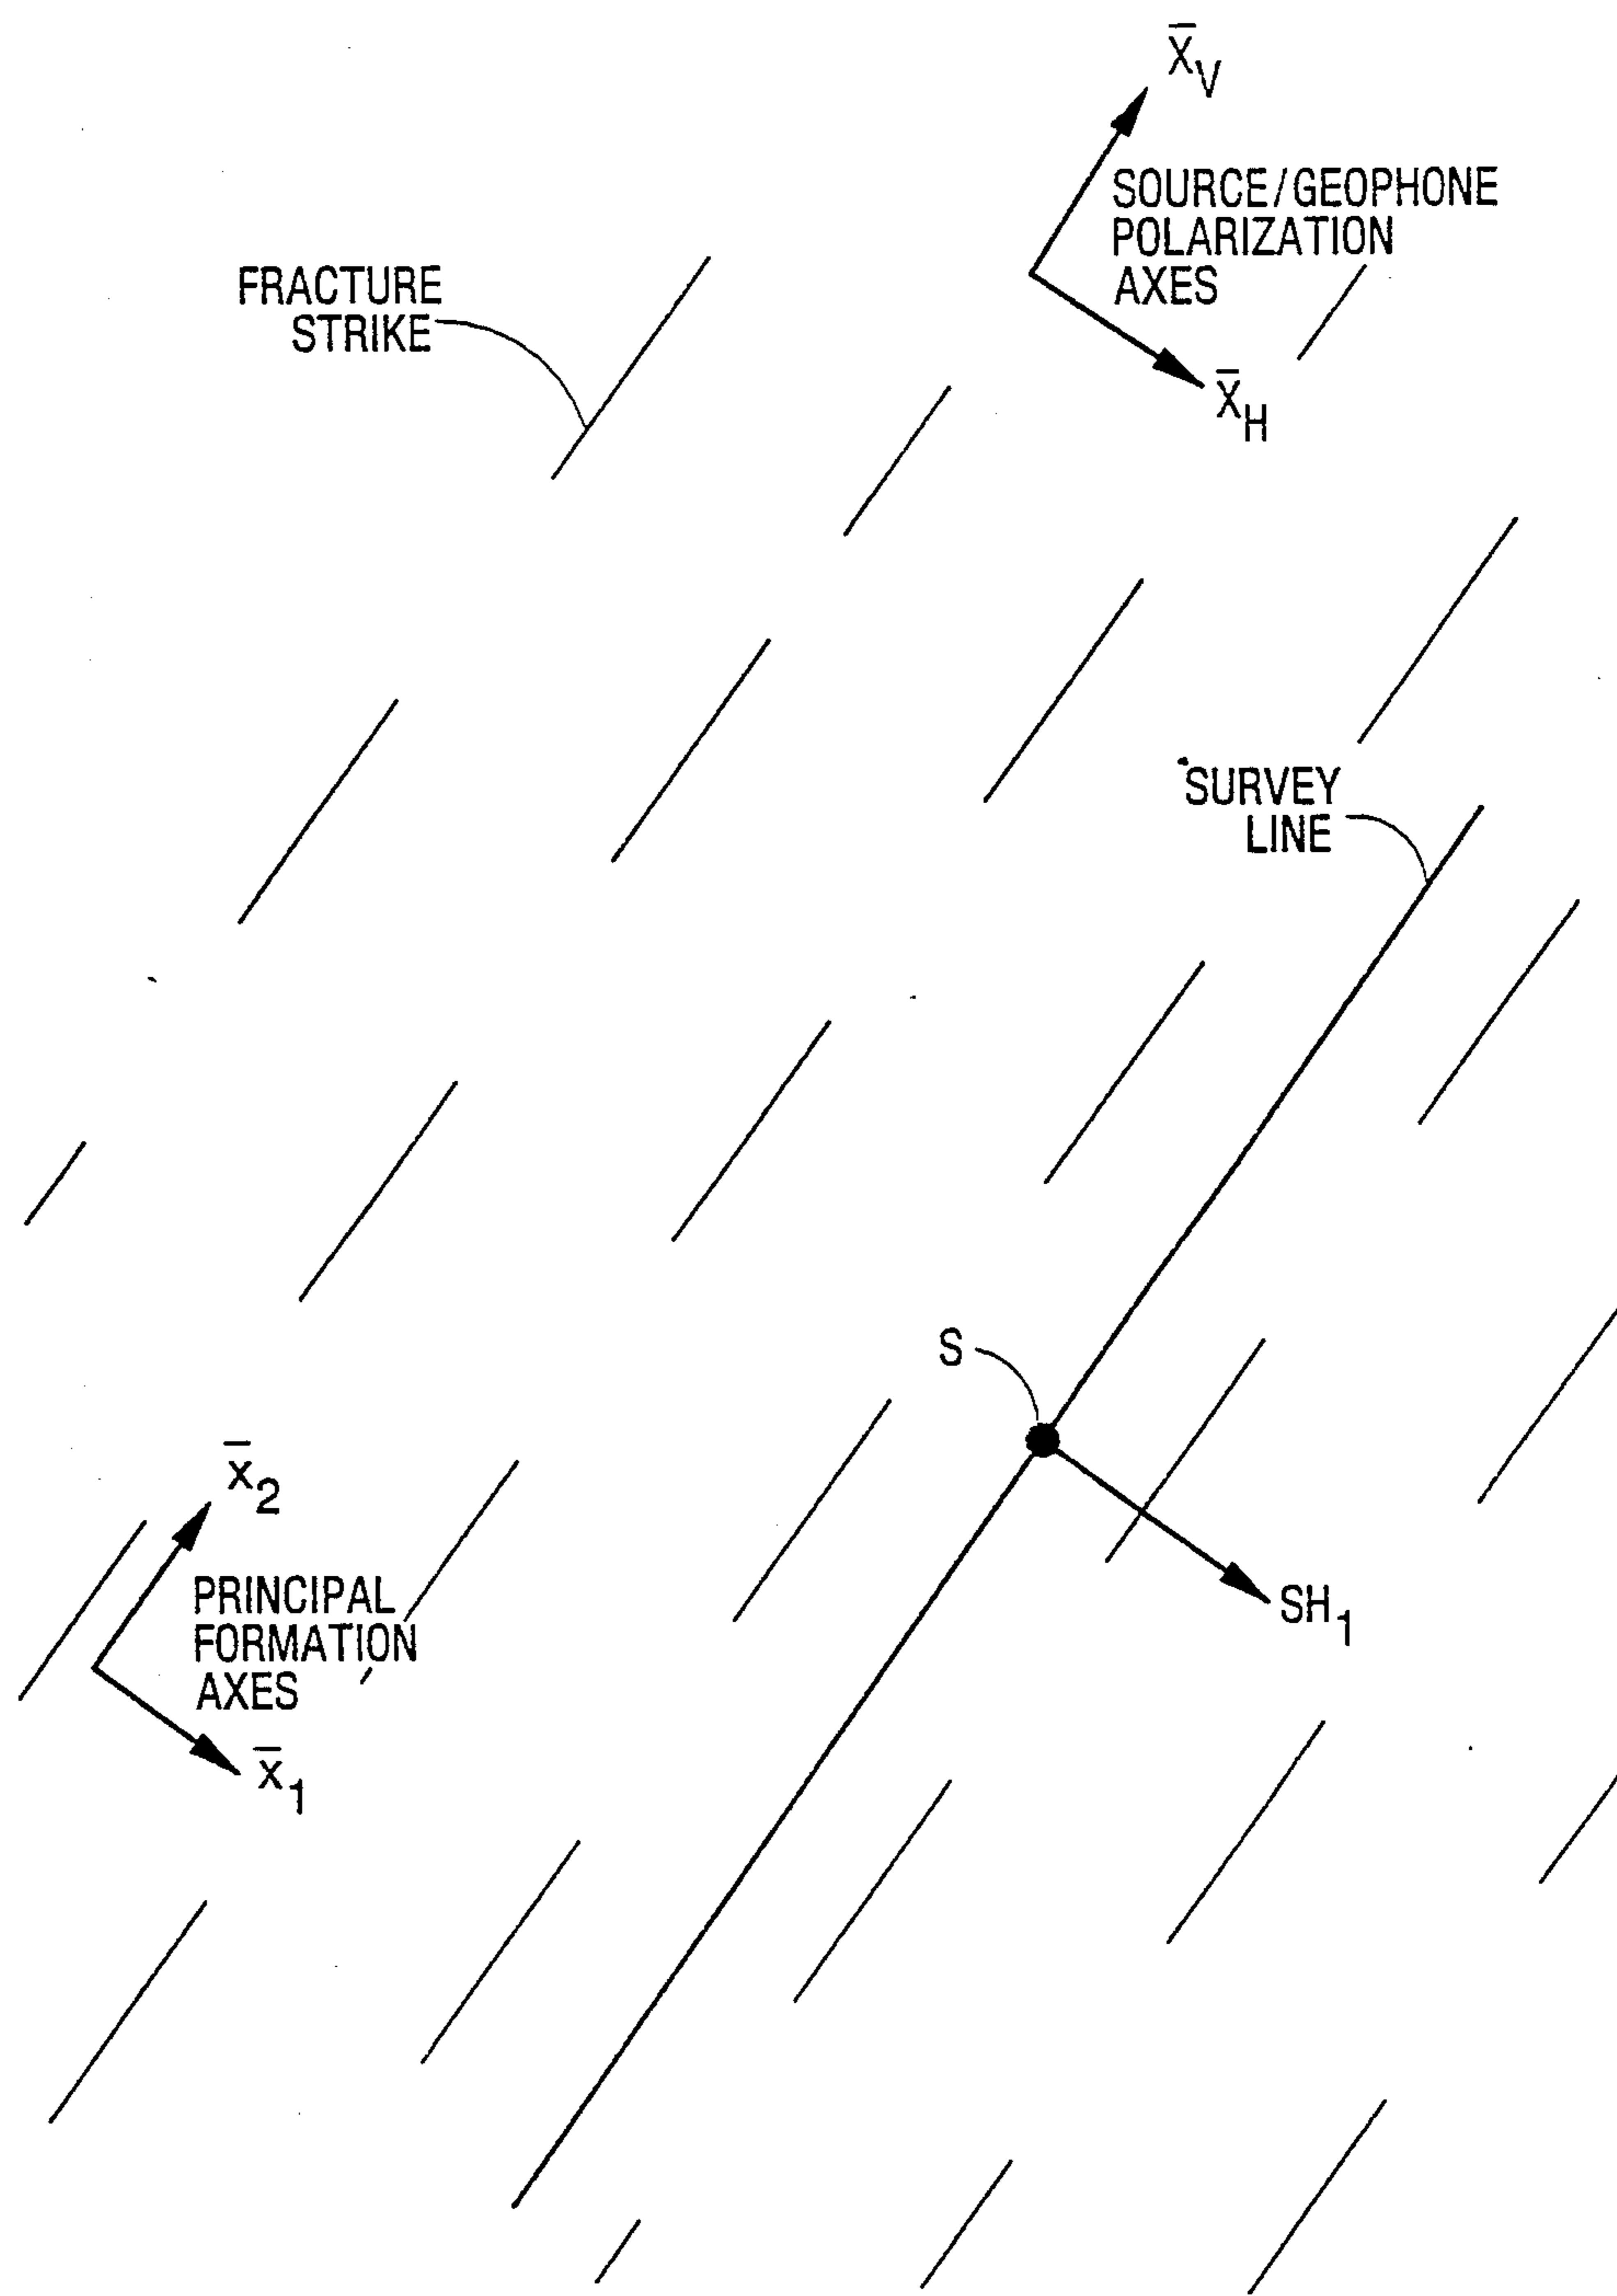 x̄V
SOURCE/GEOPHONE
POLARIZATION
AXES
x̄H
FRACTURE
STRIKE
SURVEY
LINE
S
x̄2
PRINCIPAL
FORMATION
AXES
x̄1
SH1